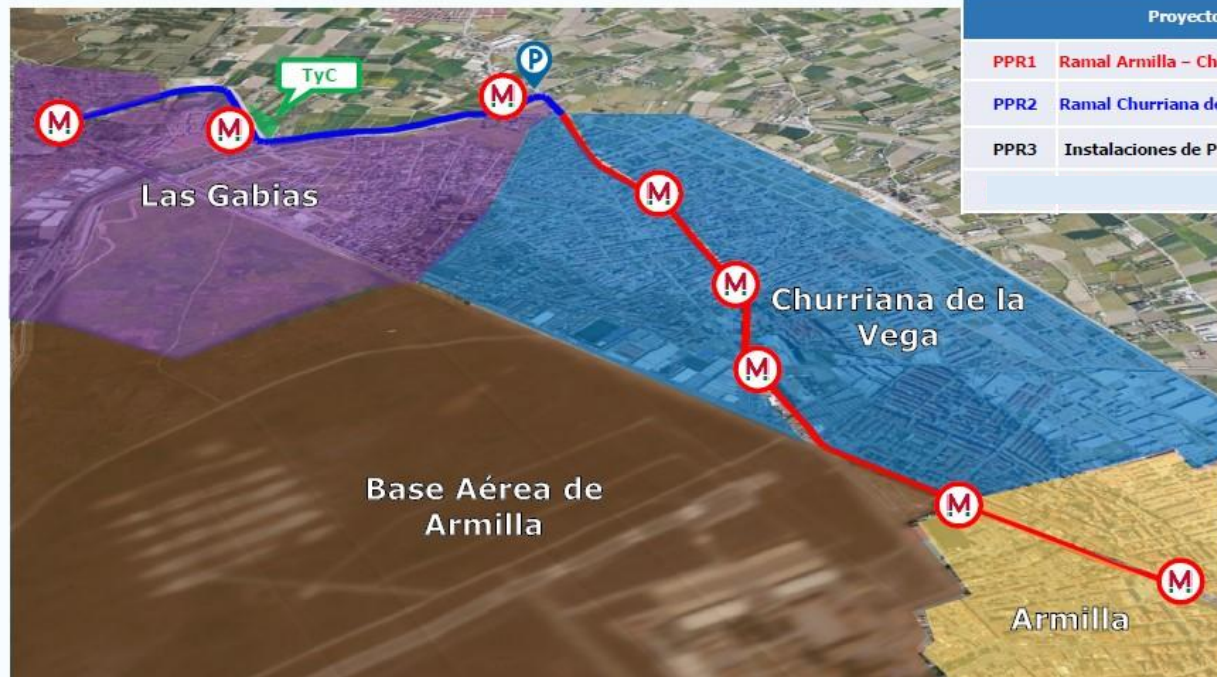 Proyecto
PPR1 Ramal Armilla – Ch
PPR2 Ramal Churriana de
PPR3 Instalaciones de P
P
TyC
M
M
M
Las Gabias
M
M
Churriana de la
Vega
M
Base Aérea de
Armilla
M
M
Armilla